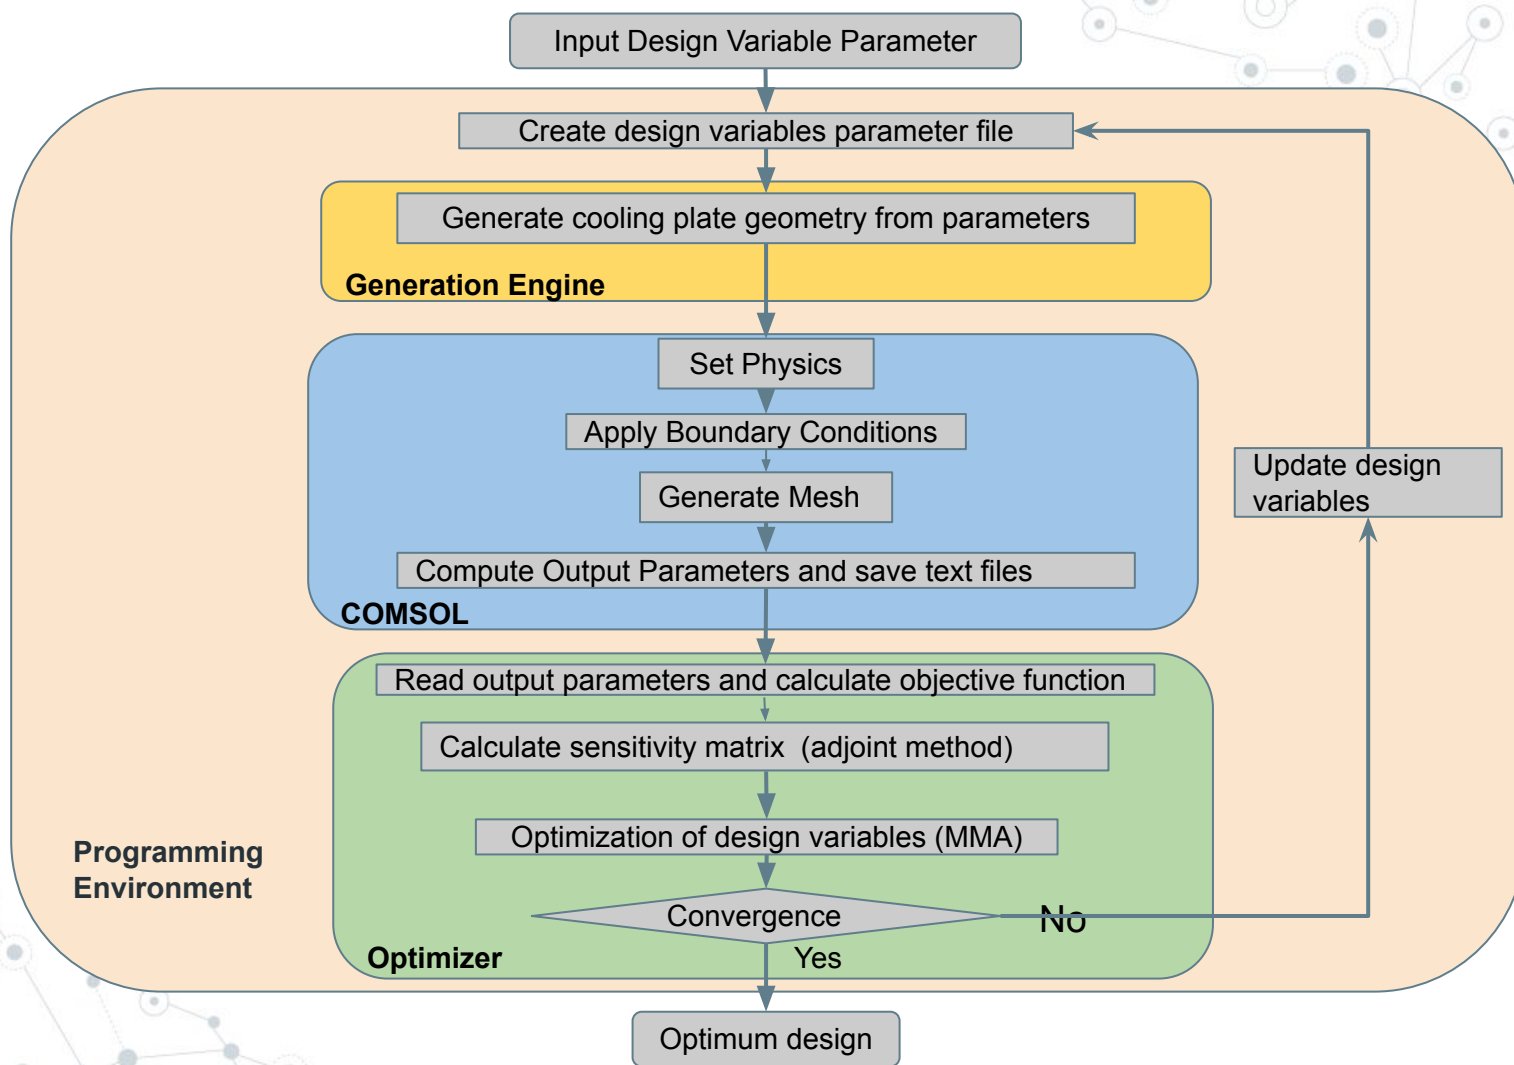 Input Design Variable Parameter
Create design variables parameter file
Generate cooling plate geometry from parameters
Generation Engine
Set Physics
Apply Boundary Conditions
Generate Mesh
Compute Output Parameters and save text files
COMSOL
Update design
variables
Read output parameters and calculate objective function
Calculate sensitivity matrix  (adjoint method)
Optimization of design variables (MMA)
Convergence
No
Yes
Optimizer
Programming
Environment
Optimum design